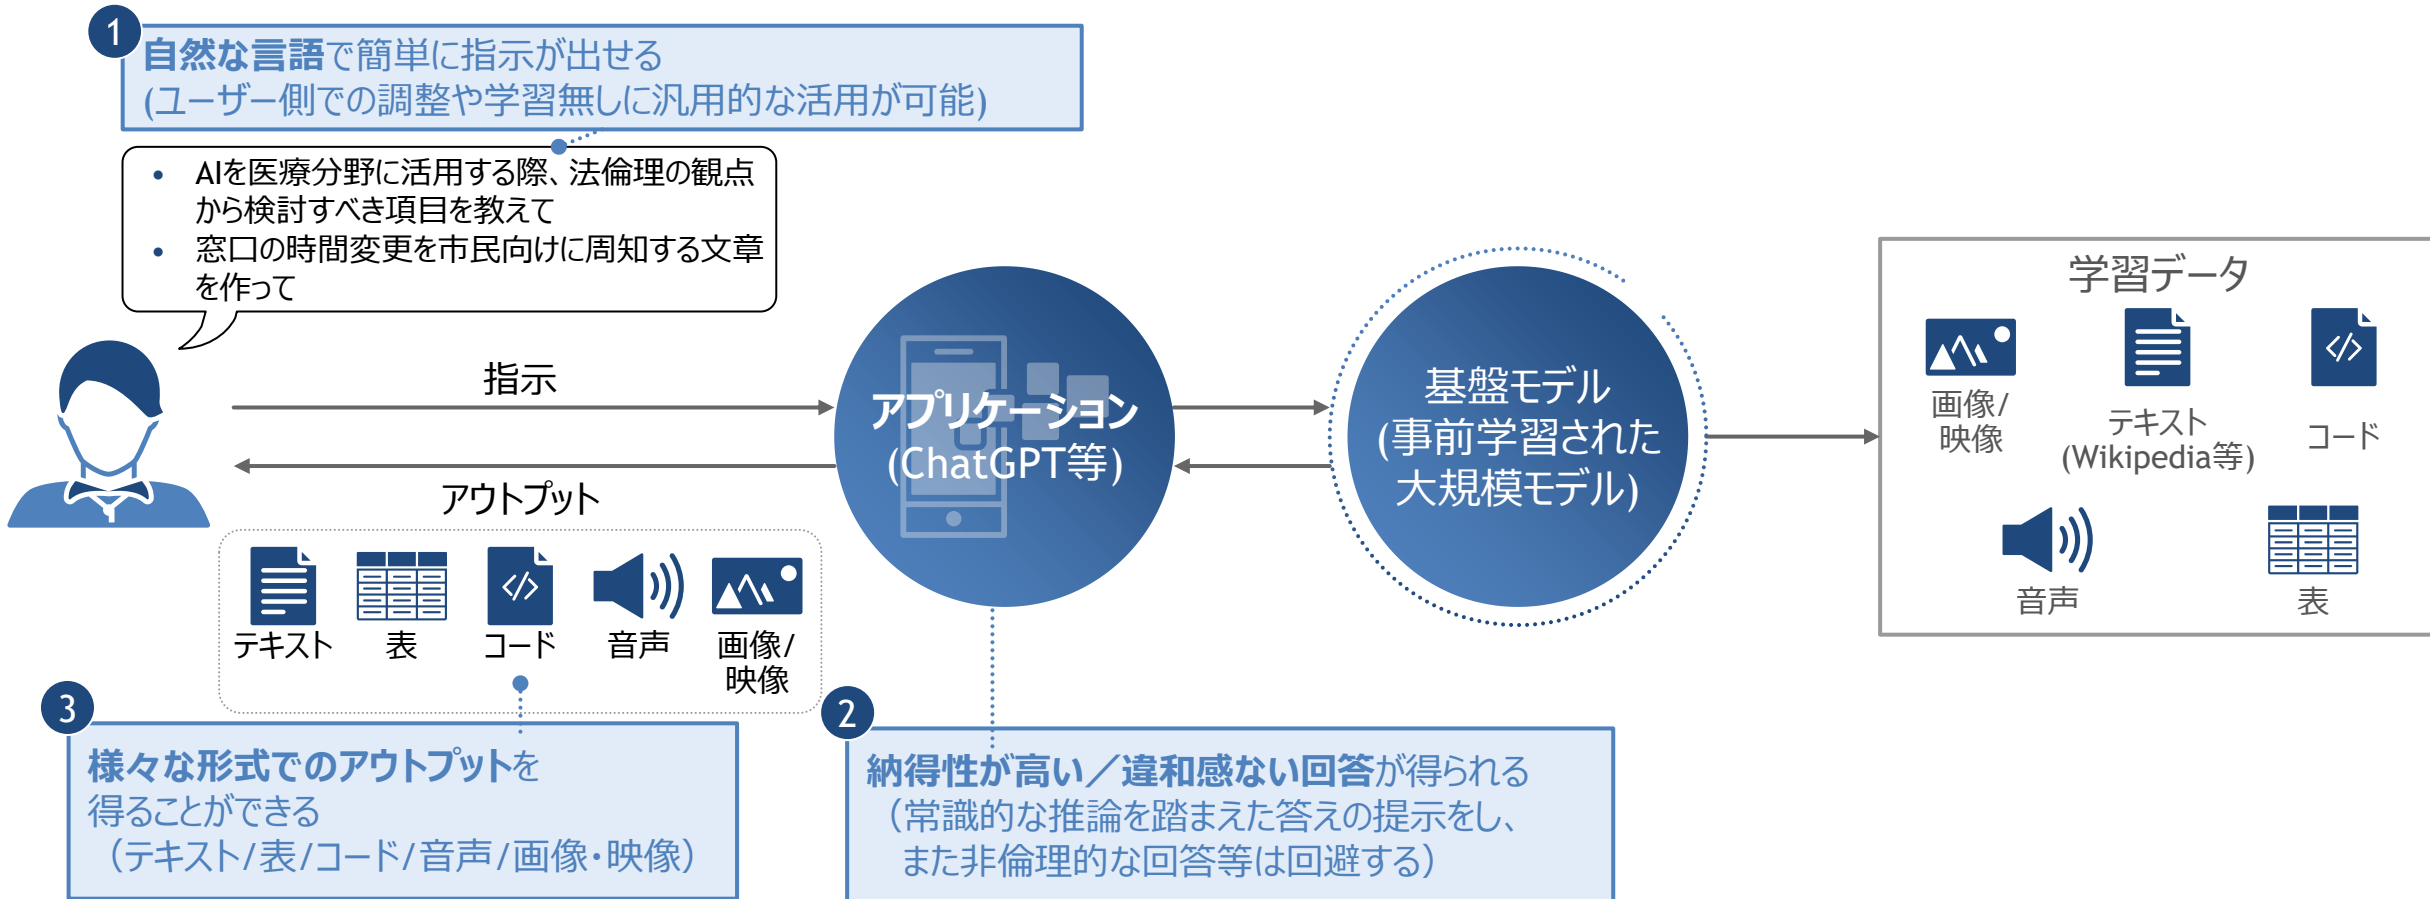 1
自然な言語で簡単に指示が出せる
(ユーザー側での調整や学習無しに汎用的な活用が可能)
• AIを医療分野に活用する際、法倫理の観点
から検討すべき項目を教えて
• 窓口の時間変更を市民向けに周知する文章
を作って
指示
アウトプット
テキスト
表
コード
音声
画像/
映像
アプリケーション
(ChatGPT等)
基盤モデル
(事前学習された
大規模モデル)
学習データ
画像/
映像
テキスト
(Wikipedia等)
コード
音声
表
3
様々な形式でのアウトプットを
得ることができる
（テキスト/表/コード/音声/画像・映像）
2
納得性が高い／違和感ない回答が得られる
（常識的な推論を踏まえた答えの提示をし、
また非倫理的な回答等は回避する）